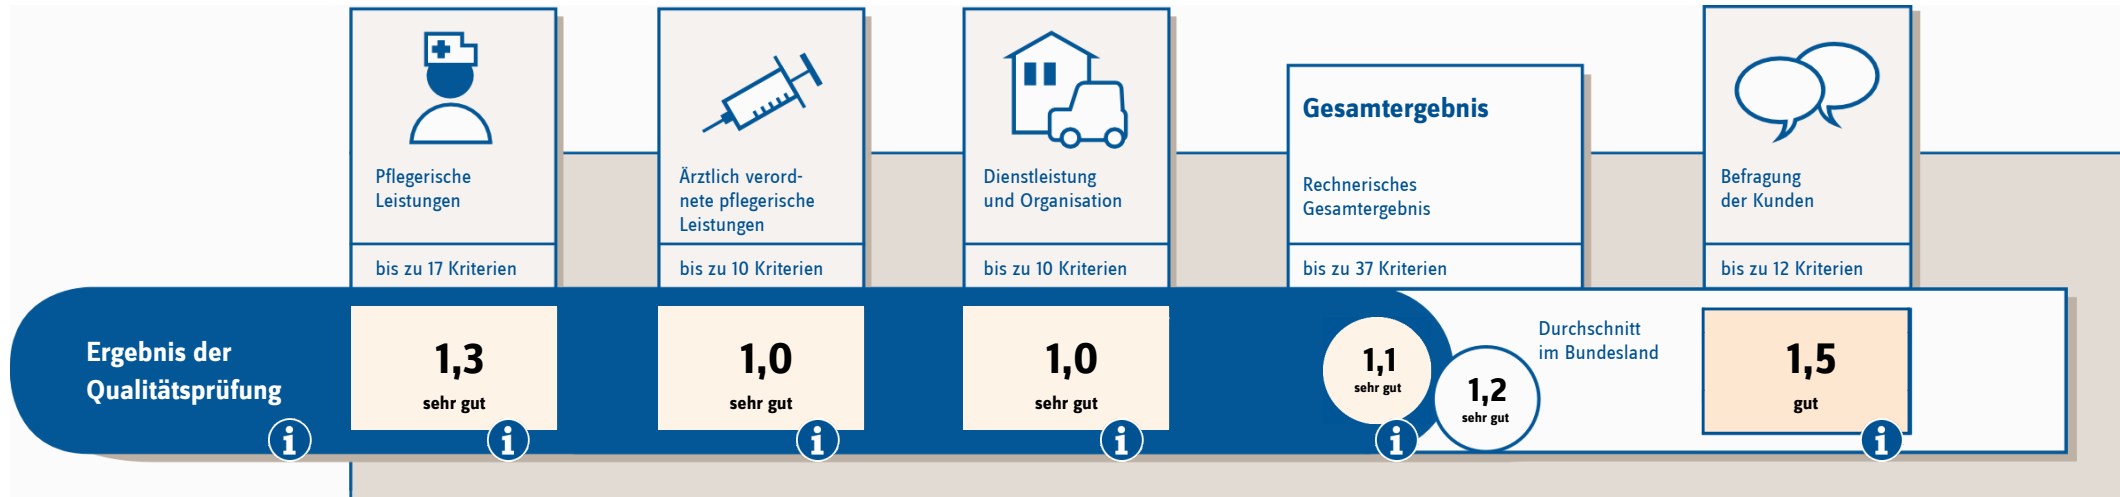 Pflegerische
Leistungen
bis zu 17 Kriterien
Ärztlich verord-
nete pflegerische
Leistungen
bis zu 10 Kriterien
Dienstleistung
und Organisation
bis zu 10 Kriterien
Gesamtergebnis
Rechnerisches
Gesamtergebnis
bis zu 37 Kriterien
Befragung
der Kunden
bis zu 12 Kriterien
Ergebnis der
Qualitätsprüfung
i
1,3
sehr gut
i
1,0
sehr gut
i
1,0
sehr gut
i
1,1
sehr gut
i
1,2
sehr gut
Durchschnitt
im Bundesland
1,5
gut
i